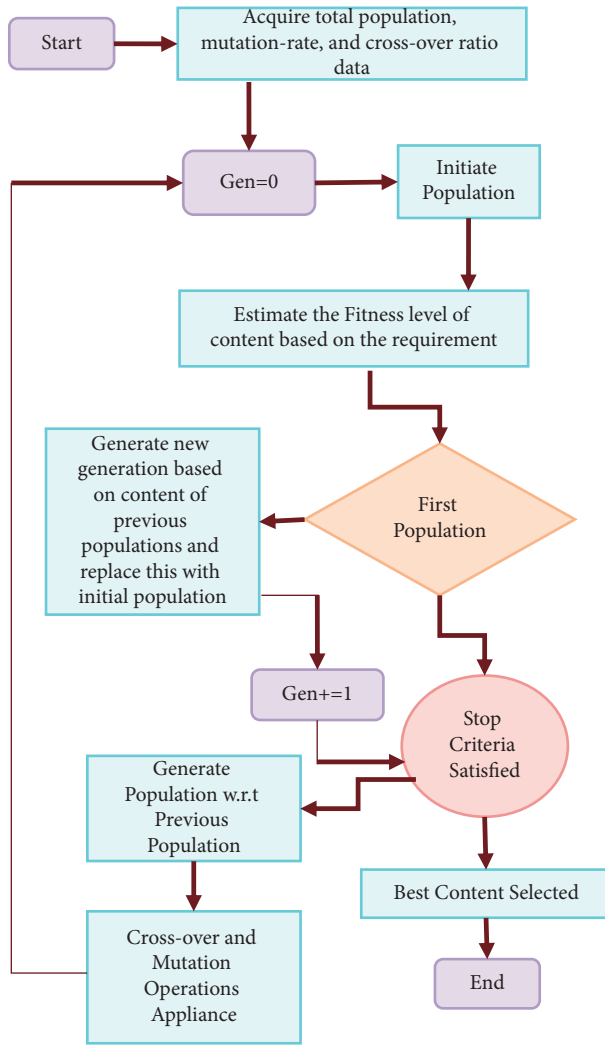 Start
Acquire total population,
mutation-rate, and cross-over ratio
data
Gen=0
Initiate
Population
Estimate the Fitness level of
content based on the requirement
Generate new
generation based
on content of
previous
populations and
replace this with
initial population
First
Population
Gen+=1
Stop
Criteria
Satisfied
Generate
Population w.r.t
Previous
Population
Best Content Selected
Cross-over and
Mutation
Operations
Appliance
End